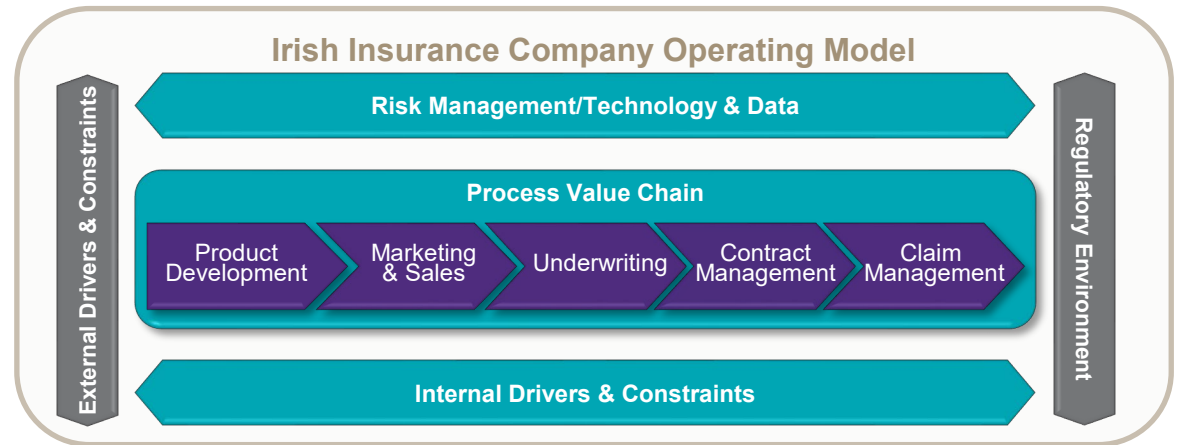 Irish Insurance Company Operating Model
External Drivers & Constraints
Risk Management/Technology & Data
Process Value Chain
Product
Development
Marketing
& Sales
Underwriting
Contract
Management
Claim
Management
Internal Drivers & Constraints
Regulatory Environment